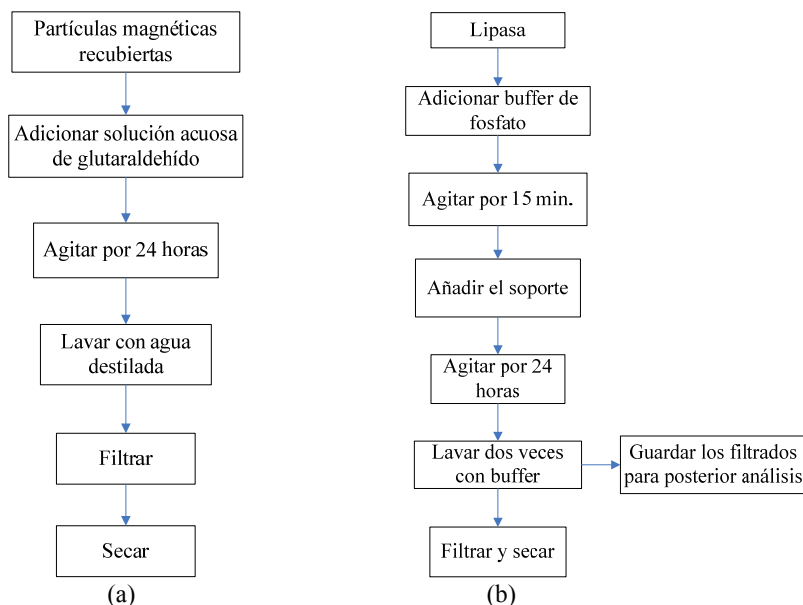 Partículas magnéticas
recubiertas
Adicionar solución acuosa
de glutaraldehído
Agitar por 24 horas
Lavar con agua
destilada
Filtrar
Secar
(a)
Lipasa
Adicionar buffer de
fosfato
Agitar por 15 min.
Añadir el soporte
Agitar por 24
horas
Lavar dos veces
con buffer
Guardar los filtrados
para posterior análisis
Filtrar y secar
(b)